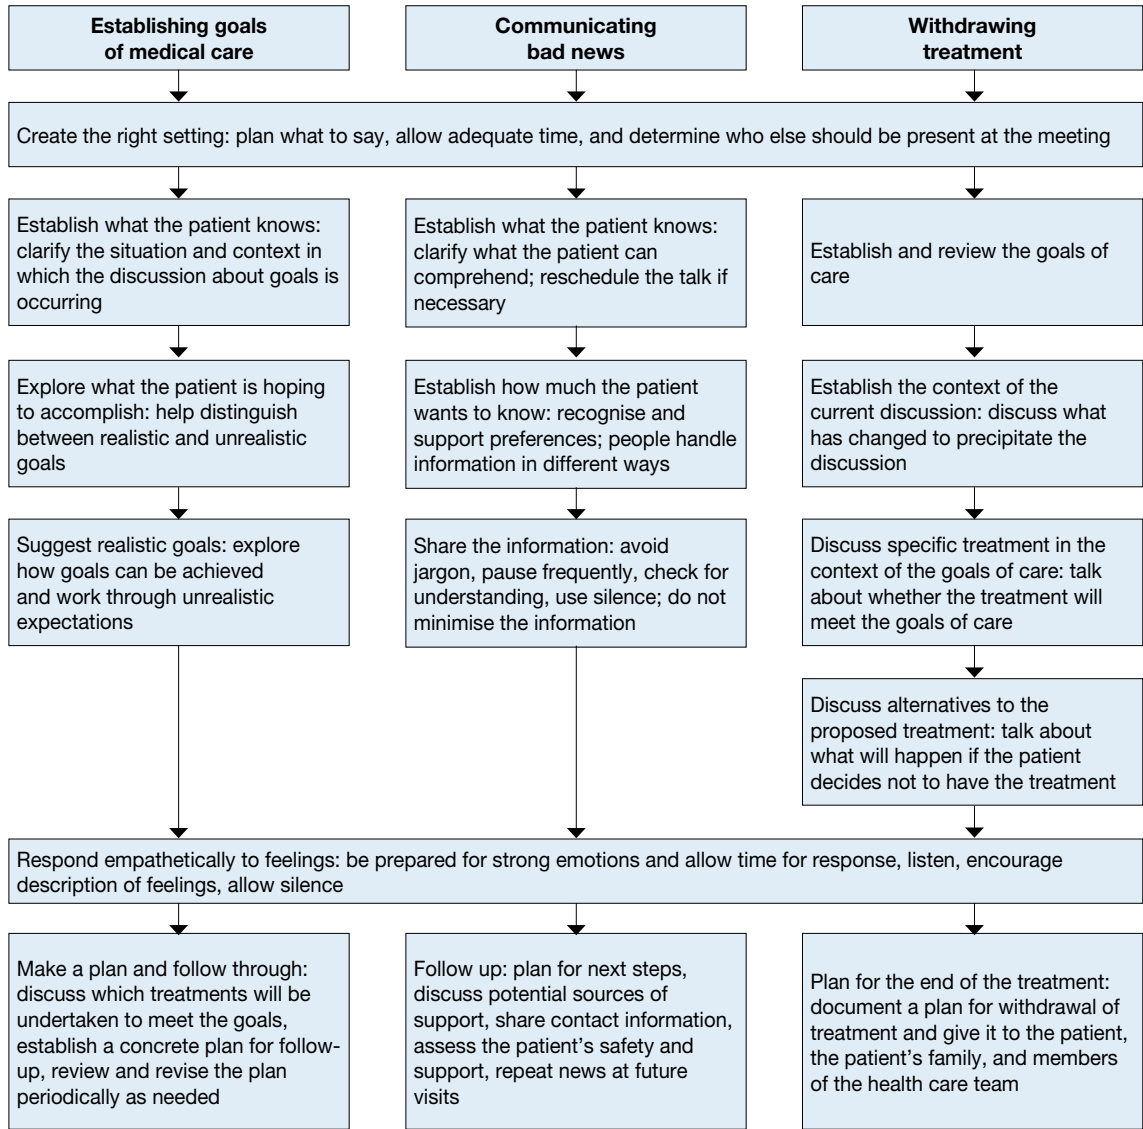 Establishing goals
of medical care
Communicating
bad news
Withdrawing
treatment
Create the right setting: plan what to say, allow adequate time, and determine who else should be present at the meeting
Establish what the patient knows:
clarify the situation and context in
which the discussion about goals is
occurring
Establish what the patient knows:
clarify what the patient can
comprehend; reschedule the talk if
necessary
Establish and review the goals of
care
Explore what the patient is hoping
to accomplish: help distinguish
between realistic and unrealistic
goals
Establish how much the patient
wants to know: recognise and
support preferences; people handle
information in different ways
Establish the context of the
current discussion: discuss what
has changed to precipitate the
discussion
Suggest realistic goals: explore
how goals can be achieved
and work through unrealistic
expectations
Share the information: avoid
jargon, pause frequently, check for
understanding, use silence; do not
minimise the information
Discuss specific treatment in the
context of the goals of care: talk
about whether the treatment will
meet the goals of care
Discuss alternatives to the
proposed treatment: talk about
what will happen if the patient
decides not to have the treatment
Respond empathetically to feelings: be prepared for strong emotions and allow time for response, listen, encourage
description of feelings, allow silence
Make a plan and follow through:
discuss which treatments will be
undertaken to meet the goals,
establish a concrete plan for follow-
up, review and revise the plan
periodically as needed
Follow up: plan for next steps,
discuss potential sources of
support, share contact information,
assess the patient's safety and
support, repeat news at future
visits
Plan for the end of the treatment:
document a plan for withdrawal of
treatment and give it to the patient,
the patient's family, and members
of the health care team